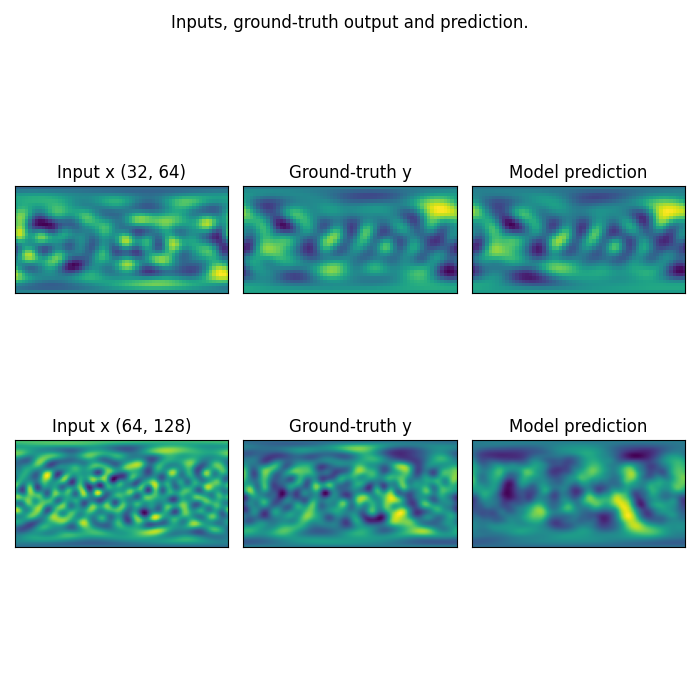 Inputs, ground-truth output and prediction.
Input x (32, 64)
Ground-truth y
Model prediction
Input x (64, 128)
Ground-truth y
Model prediction